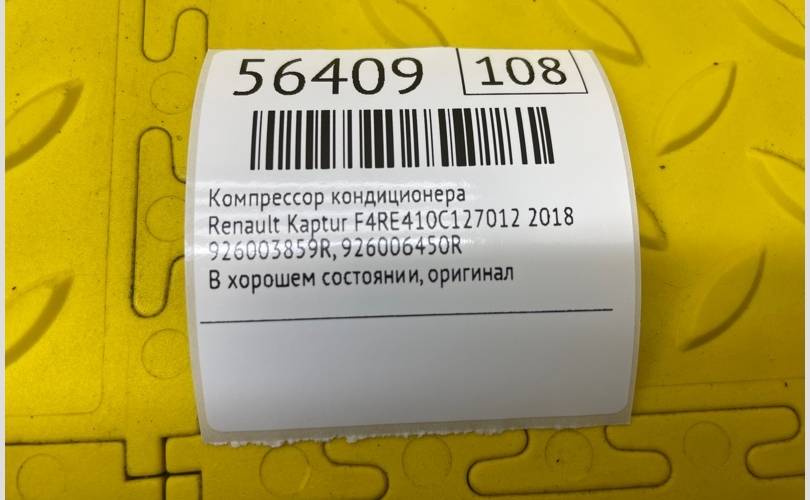 56409 108
Компрессор кондиционера
Renault Kaptur F4RE410C127012 2018
926003859R, 926006450R
В хорошем состоянии, оригинал